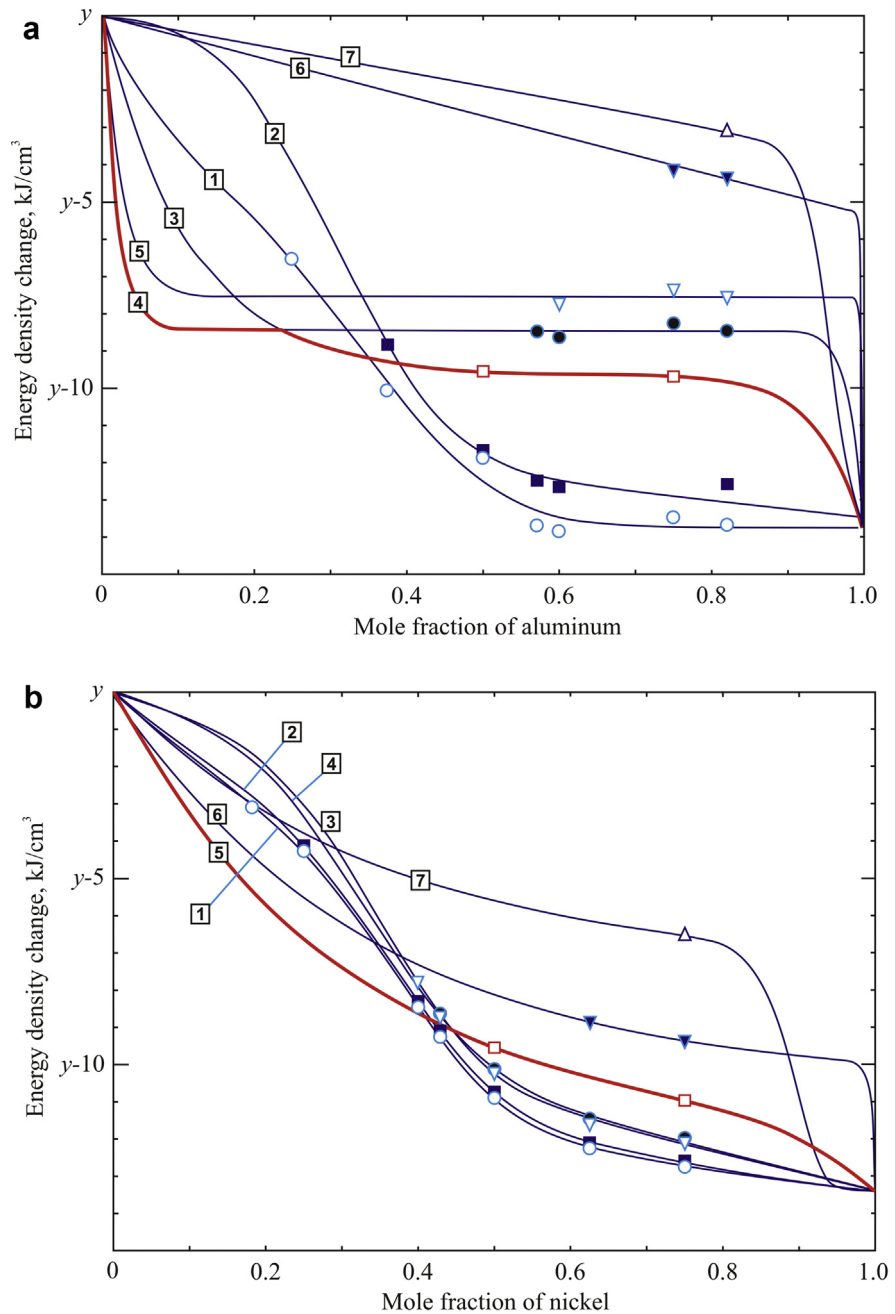 a
y
7
6
2
1
3
5
4
y-5
y-10
Energy density change, kJ/cm³
0
0.2
0.4
0.6
0.8
1.0
Mole fraction of aluminum
b
y
2
4
3
6
5
7
1
y-5
y-10
Energy density change, kJ/cm³
0
0.2
0.4
0.6
0.8
1.0
Mole fraction of nickel